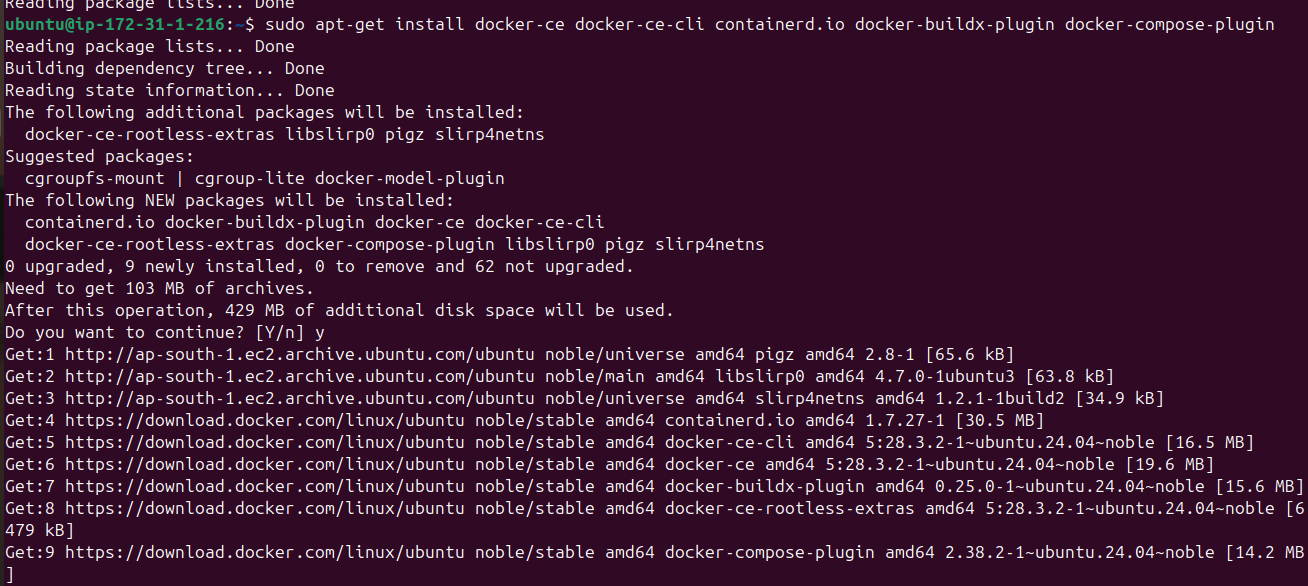 Reading package lists... Done
ubuntu@ip-172-31-1-216:~$ sudo apt-get install docker-ce docker-ce-cli containerd.io docker-buildx-plugin docker-compose-plugin
Reading package lists... Done
Building dependency tree... Done
Reading state information... Done
The following additional packages will be installed:
  docker-ce-rootless-extras libslirp0 pigz slirp4netns
Suggested packages:
  cgroupfs-mount | cgroup-lite docker-model-plugin
The following NEW packages will be installed:
  containerd.io docker-buildx-plugin docker-ce docker-ce-cli
  docker-ce-rootless-extras docker-compose-plugin libslirp0 pigz slirp4netns
0 upgraded, 9 newly installed, 0 to remove and 62 not upgraded.
Need to get 103 MB of archives.
After this operation, 429 MB of additional disk space will be used.
Do you want to continue? [Y/n] y
Get:1 http://ap-south-1.ec2.archive.ubuntu.com/ubuntu noble/universe amd64 pigz amd64 2.8-1 [65.6 kB]
Get:2 http://ap-south-1.ec2.archive.ubuntu.com/ubuntu noble/main amd64 libslirp0 amd64 4.7.0-1ubuntu3 [63.8 kB]
Get:3 http://ap-south-1.ec2.archive.ubuntu.com/ubuntu noble/universe amd64 slirp4netns amd64 1.2.1-1build2 [34.9 kB]
Get:4 https://download.docker.com/linux/ubuntu noble/stable amd64 containerd.io amd64 1.7.27-1 [30.5 MB]
Get:5 https://download.docker.com/linux/ubuntu noble/stable amd64 docker-ce-cli amd64 5:28.3.2-1~ubuntu.24.04~noble [16.5 MB]
Get:6 https://download.docker.com/linux/ubuntu noble/stable amd64 docker-ce amd64 5:28.3.2-1~ubuntu.24.04~noble [19.6 MB]
Get:7 https://download.docker.com/linux/ubuntu noble/stable amd64 docker-buildx-plugin amd64 0.25.0-1~ubuntu.24.04~noble [15.6 MB]
Get:8 https://download.docker.com/linux/ubuntu noble/stable amd64 docker-ce-rootless-extras amd64 5:28.3.2-1~ubuntu.24.04~noble [6
479 kB]
Get:9 https://download.docker.com/linux/ubuntu noble/stable amd64 docker-compose-plugin amd64 2.38.2-1~ubuntu.24.04~noble [14.2 MB
]